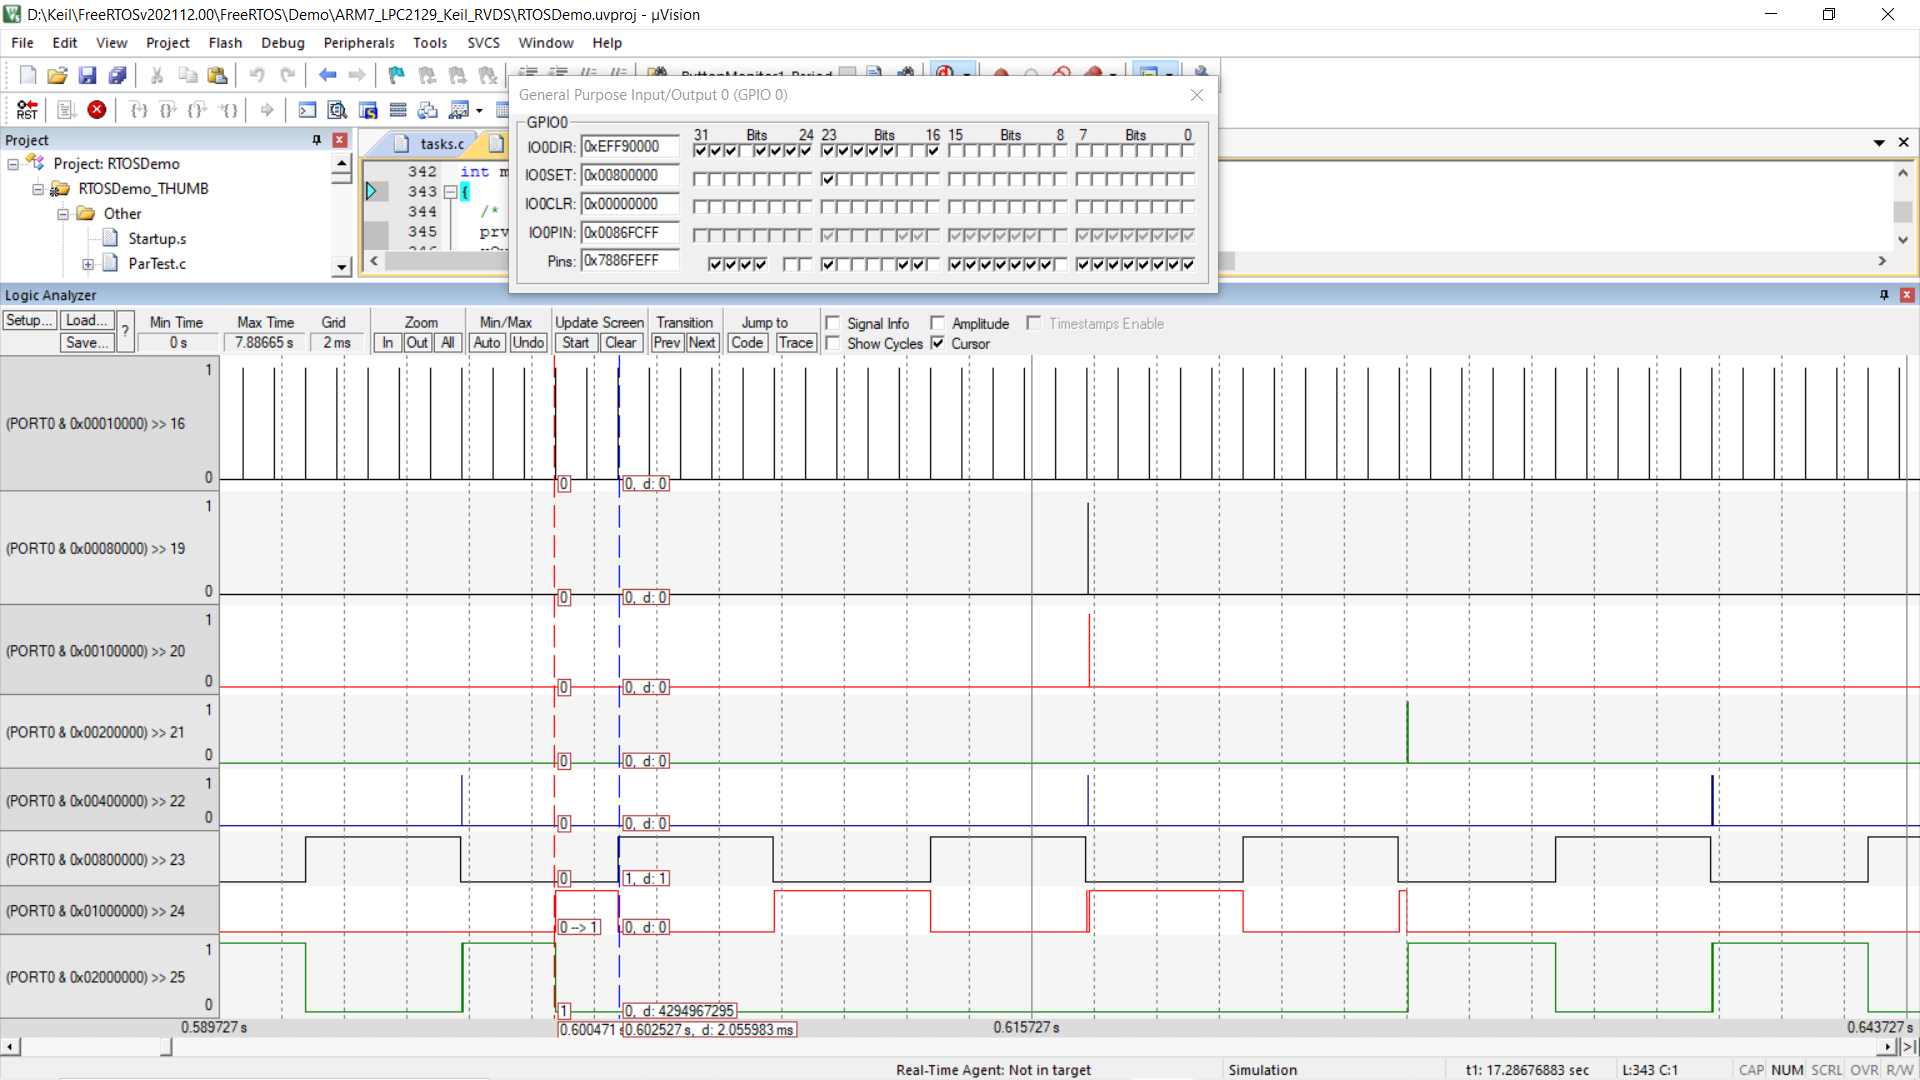 D:\Keil\FreeRTOSv202112.00\FreeRTOS\Demo\ARM7_LPC2129_Keil_RVDS\RTOSDemo.uvproj - µVision
File Edit View Project Flash Debug Peripherals Tools SVCS Window Help
ButtonMonitor1_Period
RST
General Purpose Input/Output 0 (GPIO 0)
GPIO0
31 Bits 24 23 Bits 16 15 Bits 8 7 Bits 0
IO0DIR: 0xEFF90000
IO0SET: 0x00800000
IO0CLR: 0x00000000
IO0PIN: 0x0086FCFF
Pins: 0x7886FEFF
Project
Project: RTOSDemo
RTOSDemo_THUMB
Other
Startup.s
ParTest.c
tasks.c
342 int m
343 {
344 /*
345 prv
Logic Analyzer
Setup... Load... ? Min Time Max Time Grid Zoom Min/Max Update Screen Transition Jump to Signal Info Amplitude Timestamps Enable
Save... 0 s 7.88665 s 2 ms In Out All Auto Undo Start Clear Prev Next Code Trace Show Cycles Cursor
1
(PORT0 & 0x00010000) >> 16
0
0 0, d: 0
1
(PORT0 & 0x00080000) >> 19
0
0 0, d: 0
1
(PORT0 & 0x00100000) >> 20
0
0 0, d: 0
1
(PORT0 & 0x00200000) >> 21
0
0 0, d: 0
1
(PORT0 & 0x00400000) >> 22
0
0 0, d: 0
(PORT0 & 0x00800000) >> 23
0 1, d: 1
(PORT0 & 0x01000000) >> 24
0 --> 1 0, d: 0
1
(PORT0 & 0x02000000) >> 25
0
1 0, d: 4294967295
0.589727 s 0.600471 s 0.602527 s, d: 2.055983 ms 0.615727 s 0.643727 s
Real-Time Agent: Not in target Simulation t1: 17.28676883 sec L:343 C:1 CAP NUM SCRL OVR R/W